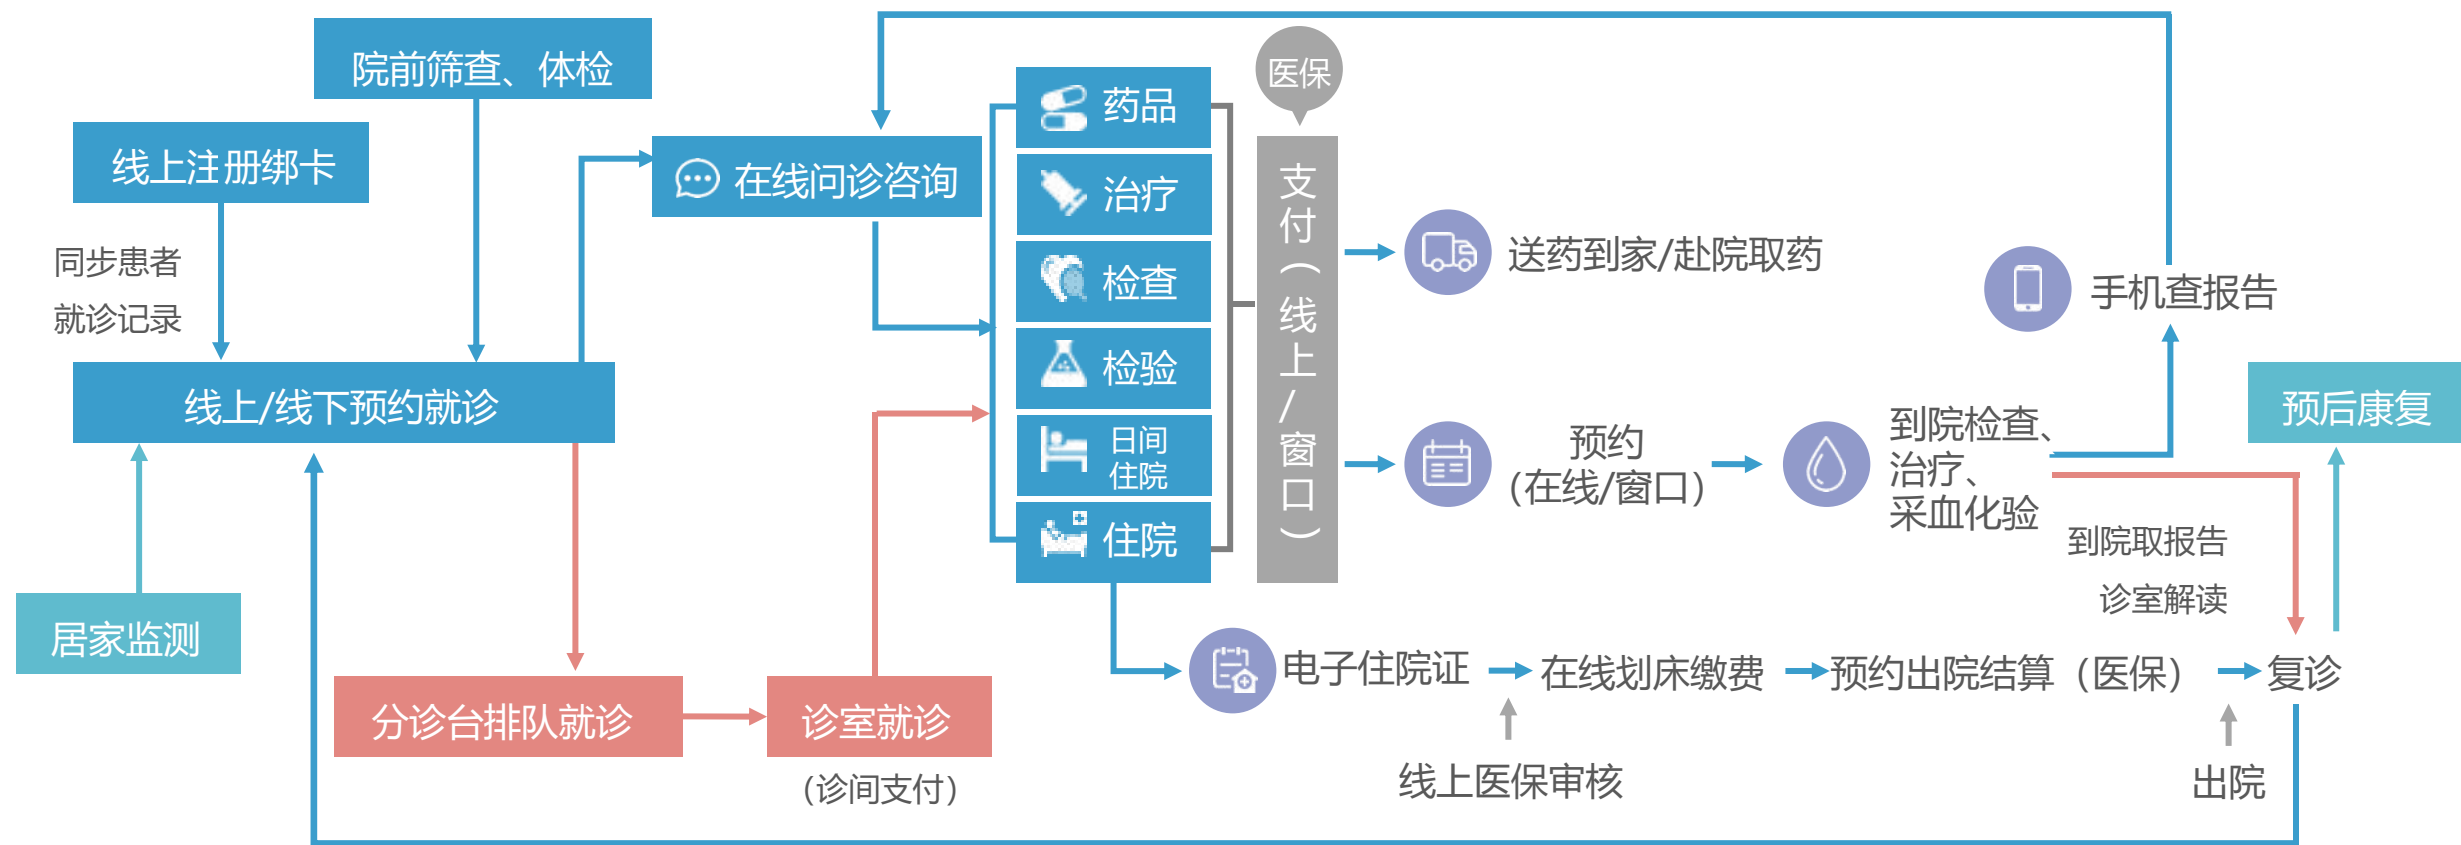 院前筛查、体检
线上注册绑卡
同步患者
就诊记录
线上/线下预约就诊
居家监测
分诊台排队就诊
诊室就诊
（诊间支付）
在线问诊咨询
药品
治疗
检查
检验
日间
住院
住院
医保
支付（线上/窗口）
送药到家/赴院取药
预约
（在线/窗口）
到院检查、
治疗、
采血化验
手机查报告
预后康复
到院取报告
诊室解读
电子住院证
在线划床缴费
预约出院结算（医保）
复诊
线上医保审核
出院